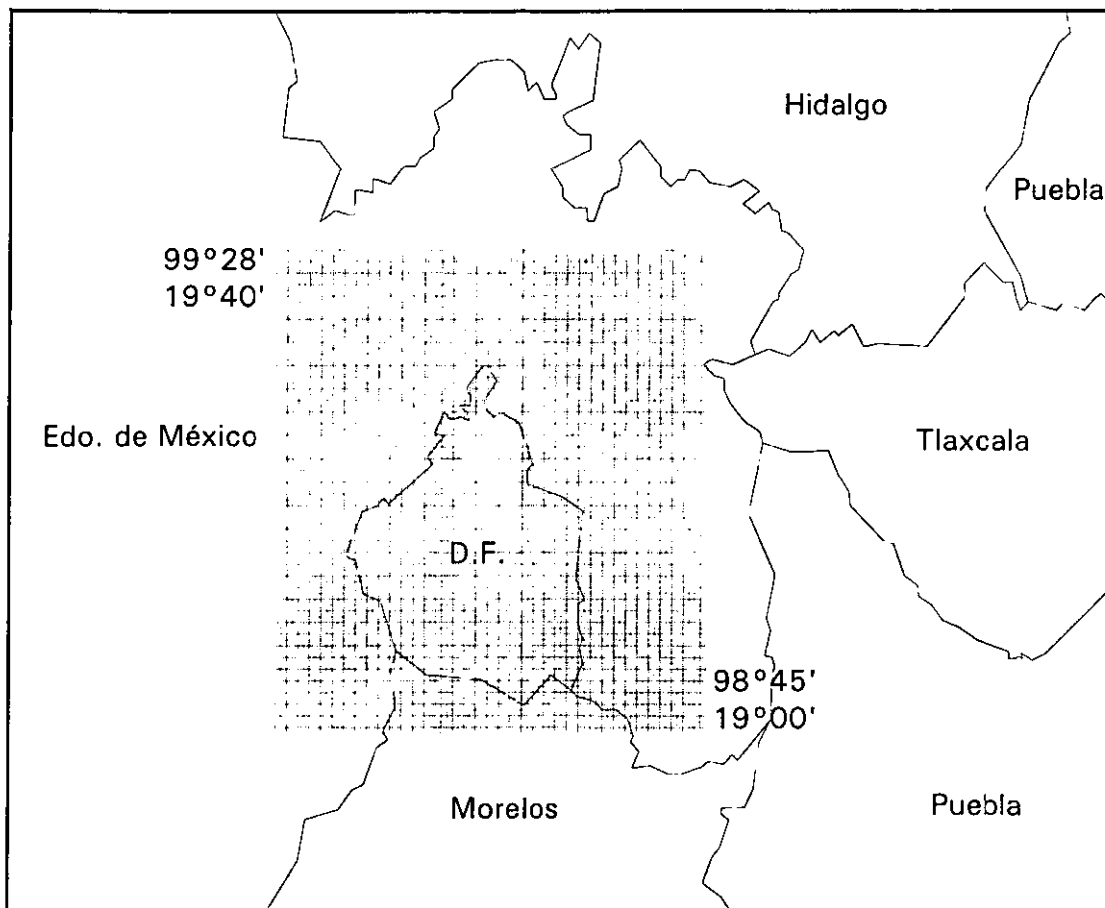 Hidalgo
Puebla
99°28'
19°40'
Edo. de México
Tlaxcala
D.F.
98°45'
19°00'
Morelos
Puebla